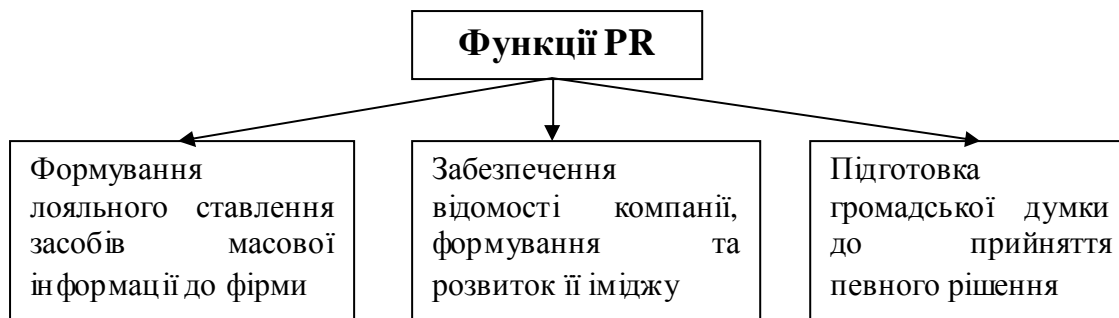 Функції PR
Формування
лояльного ставлення
засобів масової
інформації до фірми
Забезпечення
відомості компанії,
формування та
розвиток її іміджу
Підготовка
громадської думки
до прийняття
певного рішення